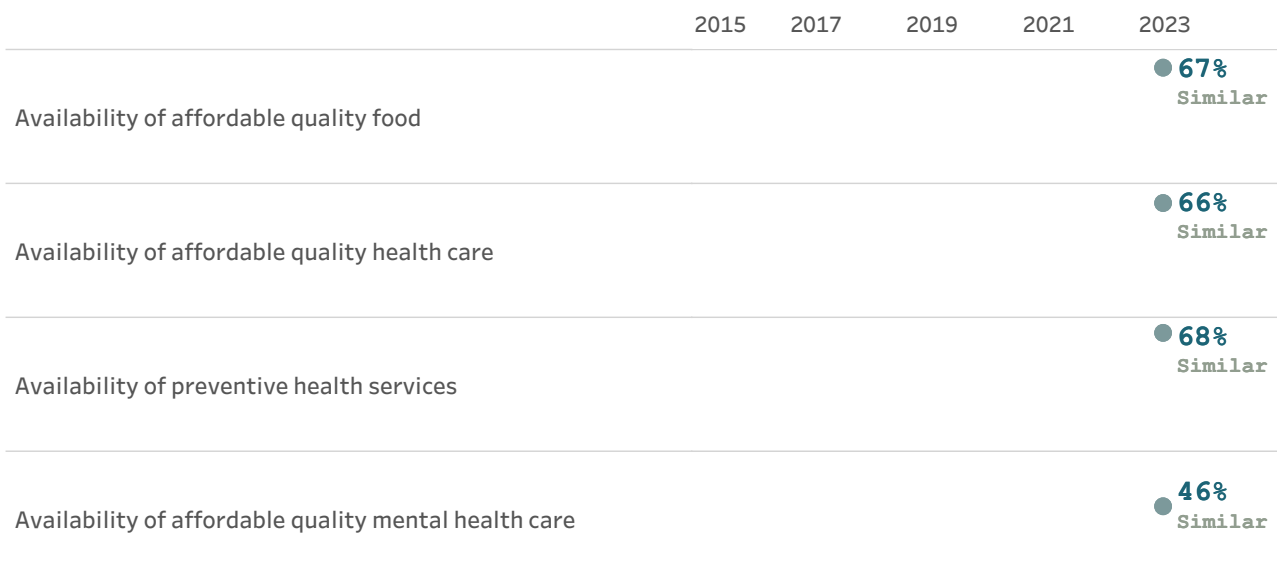 2015 2017 2019 2021 2023
67%
Similar
Availability of affordable quality food
66%
Similar
Availability of affordable quality health care
68%
Similar
Availability of preventive health services
46%
Similar
Availability of affordable quality mental health care